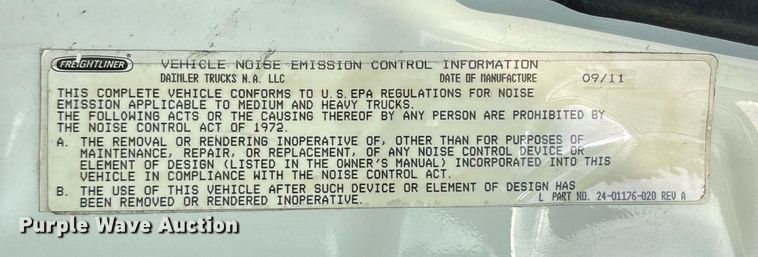 FREIGHTLINER VEHICLE NOISE EMISSION CONTROL INFORMATION
DAIMLER TRUCKS N.A. LLC DATE OF MANUFACTURE 09/11
THIS COMPLETE VEHICLE CONFORMS TO U.S.EPA REGULATIONS FOR NOISE
EMISSION APPLICABLE TO MEDIUM AND HEAVY TRUCKS.
THE FOLLOWING ACTS OR THE CAUSING THEREOF BY ANY PERSON ARE PROHIBITED BY
THE NOISE CONTROL ACT OF 1972.
A. THE REMOVAL OR RENDERING INOPERATIVE OF, OTHER THAN FOR PURPOSES OF
MAINTENANCE, REPAIR, OR REPLACEMENT, OF ANY NOISE CONTROL DEVICE OR
ELEMENT OF DESIGN (LISTED IN THE OWNER'S MANUAL) INCORPORATED INTO THIS
VEHICLE IN COMPLIANCE WITH THE NOISE CONTROL ACT.
B. THE USE OF THIS VEHICLE AFTER SUCH DEVICE OR ELEMENT OF DESIGN HAS
BEEN REMOVED OR RENDERED INOPERATIVE. L PART NO. 24-01176-020 REV A
Purple Wave Auction